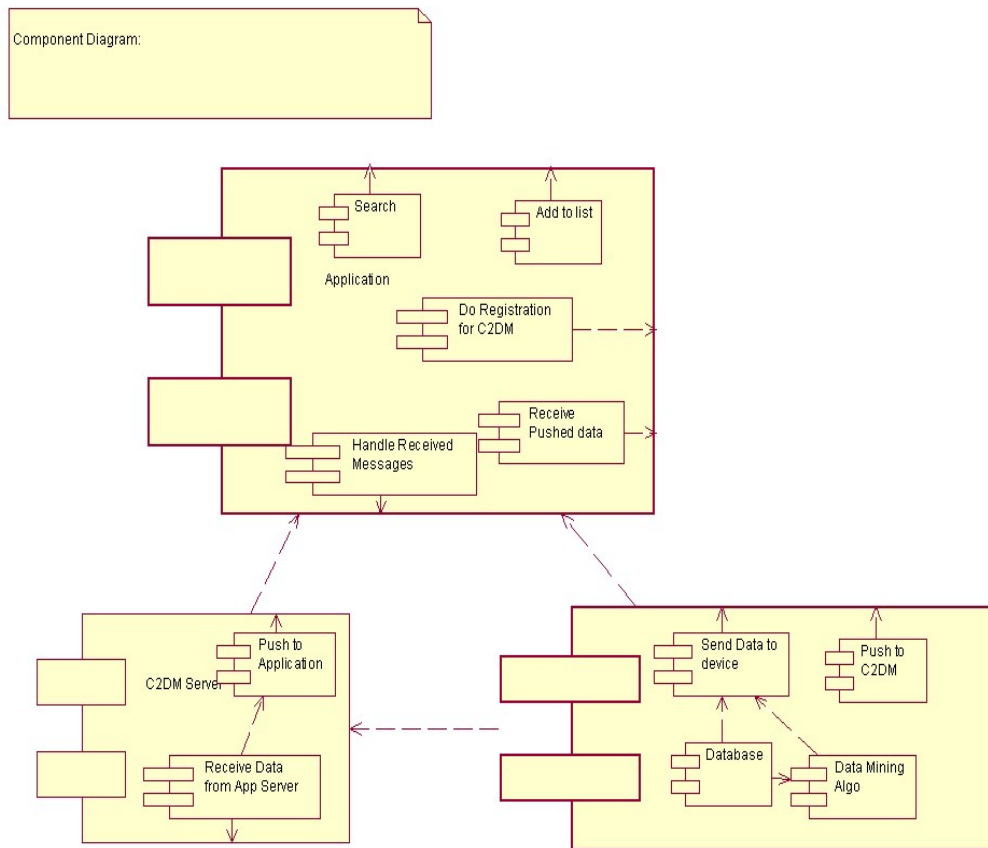 Component Diagram:
Search
Add to list
Application
Do Registration
for C2DM
Receive
Pushed data
Handle Received
Messages
Push to
Application
C2DM Server
Receive Data
from App Server
Send Data to
device
Push to
C2DM
Database
Data Mining
Algo